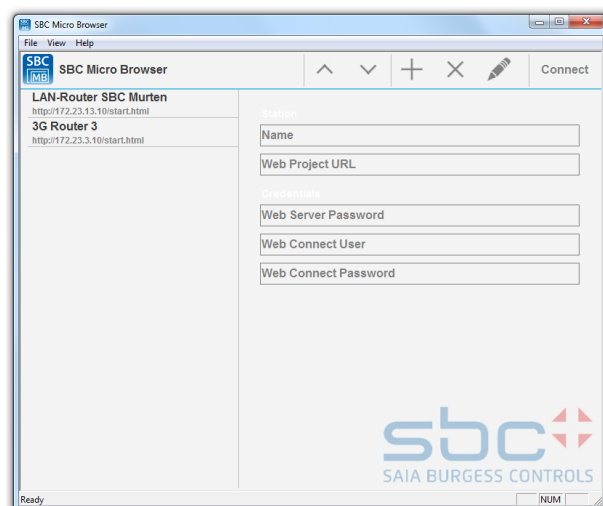 SBC Micro Browser
File View Help
SBC
MB
SBC Micro Browser
Connect
LAN-Router SBC Murten
http://172.23.13.10/start.html
3G Router 3
http://172.23.3.10/start.html
Station
Name
Web Project URL
Credentials
Web Server Password
Web Connect User
Web Connect Password
sbc
SAIA BURGESS CONTROLS
Ready
NUM